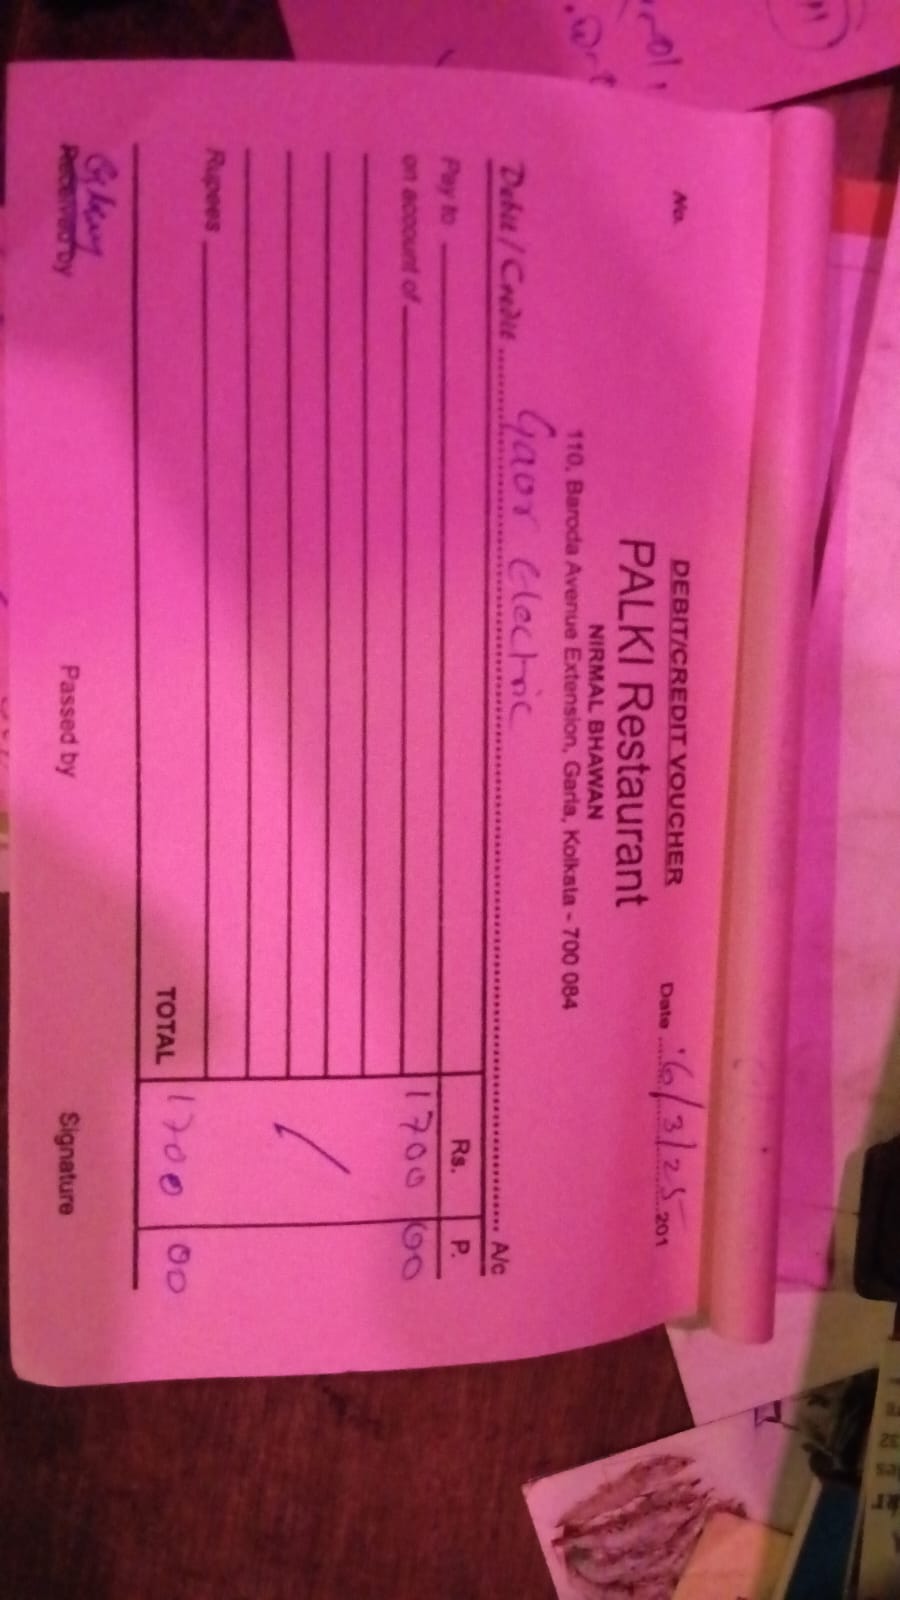 DEBIT/CREDIT VOUCHER
No.
PALKI Restaurant
Date ...... 6/3/25 ......201
NIRMAL BHAWAN
110, Baroda Avenue Extension, Garia, Kolkata - 700 084
Debit / Credit ...... Gaor Electric ...... A/c
Pay to
Rs. P.
on account of 1700 00
Rupees
TOTAL 1700 00
Received by Passed by Signature